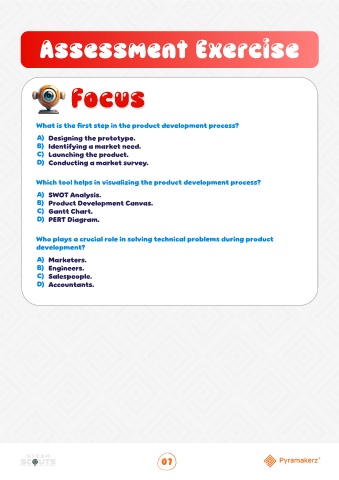 Assessment Exercise
Focus
What is the first step in the product development process?
A) Designing the prototype.
B) Identifying a market need.
C) Launching the product.
D) Conducting a market survey.
Which tool helps in visualizing the product development process?
A) SWOT Analysis.
B) Product Development Canvas.
C) Gantt Chart.
D) PERT Diagram.
Who plays a crucial role in solving technical problems during product
development?
A) Marketers.
B) Engineers.
C) Salespeople.
D) Accountants.
SCOUTS
07
Pyramakerz